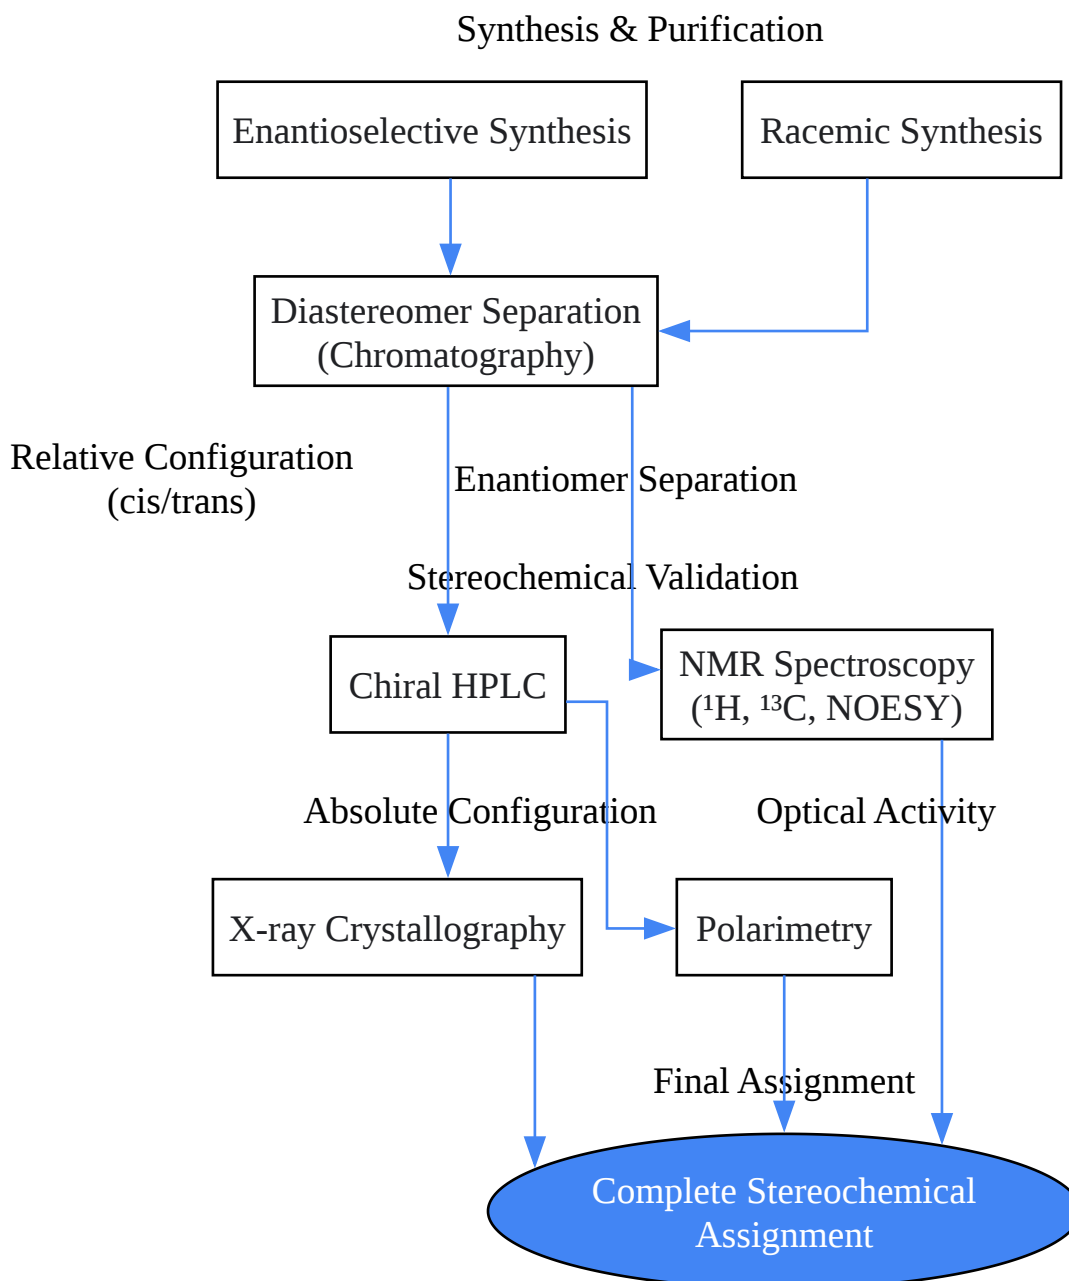 Synthesis & Purification
Enantioselective Synthesis
Racemic Synthesis
Diastereomer Separation
(Chromatography)
Relative Configuration
(cis/trans)
Enantiomer Separation
Stereochemical Validation
Chiral HPLC
NMR Spectroscopy
(¹H, ¹³C, NOESY)
Absolute Configuration
Optical Activity
X-ray Crystallography
Polarimetry
Final Assignment
Complete Stereochemical
Assignment